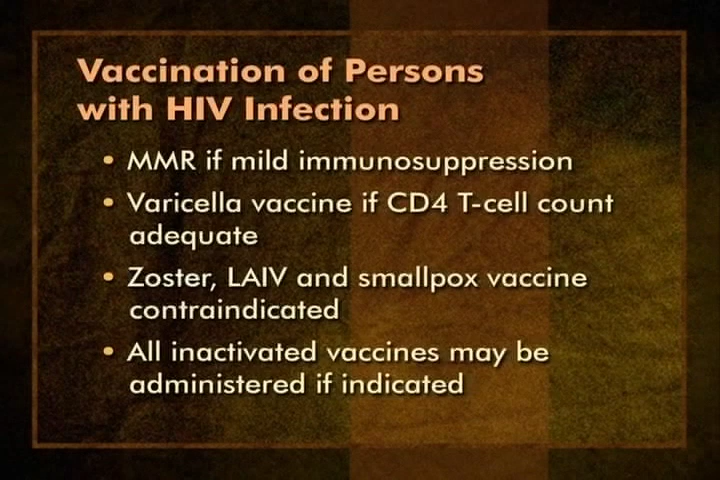 Vaccination of Persons
with HIV Infection
• MMR if mild immunosuppression
• Varicella vaccine if CD4 T-cell count
adequate
• Zoster, LAIV and smallpox vaccine
contraindicated
• All inactivated vaccines may be
administered if indicated